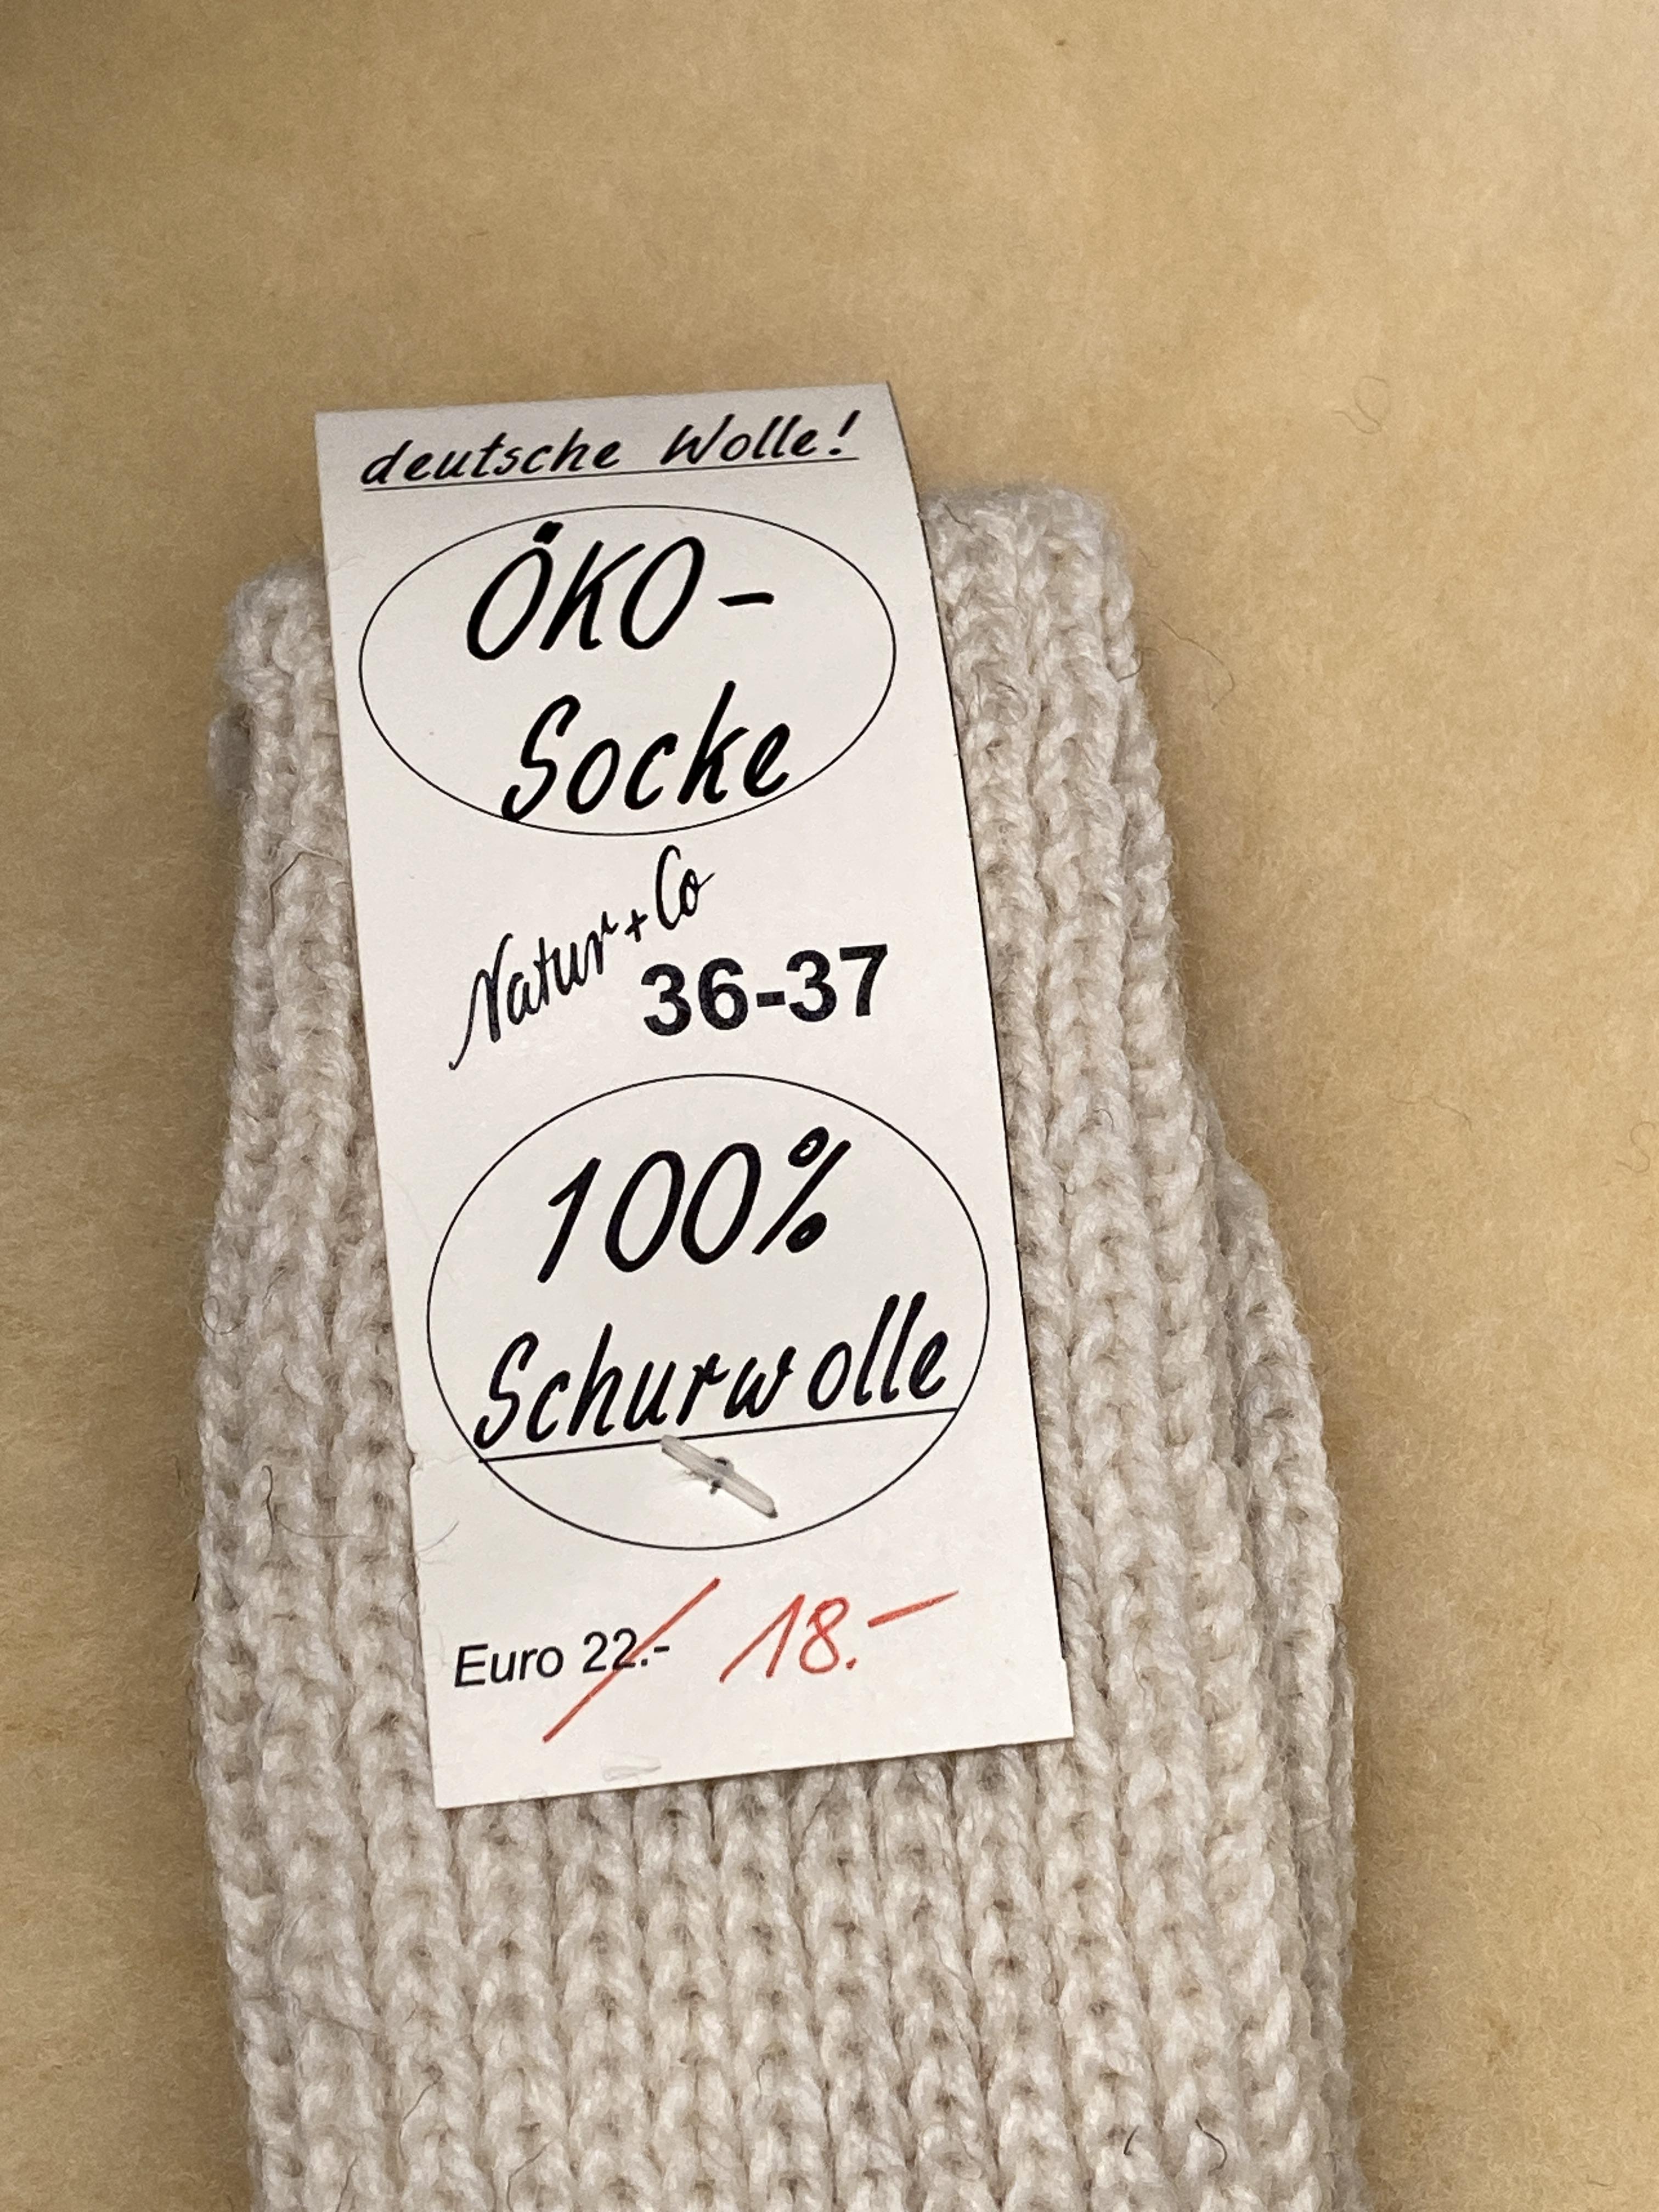 deutsche Wolle!
ÖKO-
Socke
Natur+Co
36-37
100%
Schurwolle
Euro 22.- 18.-